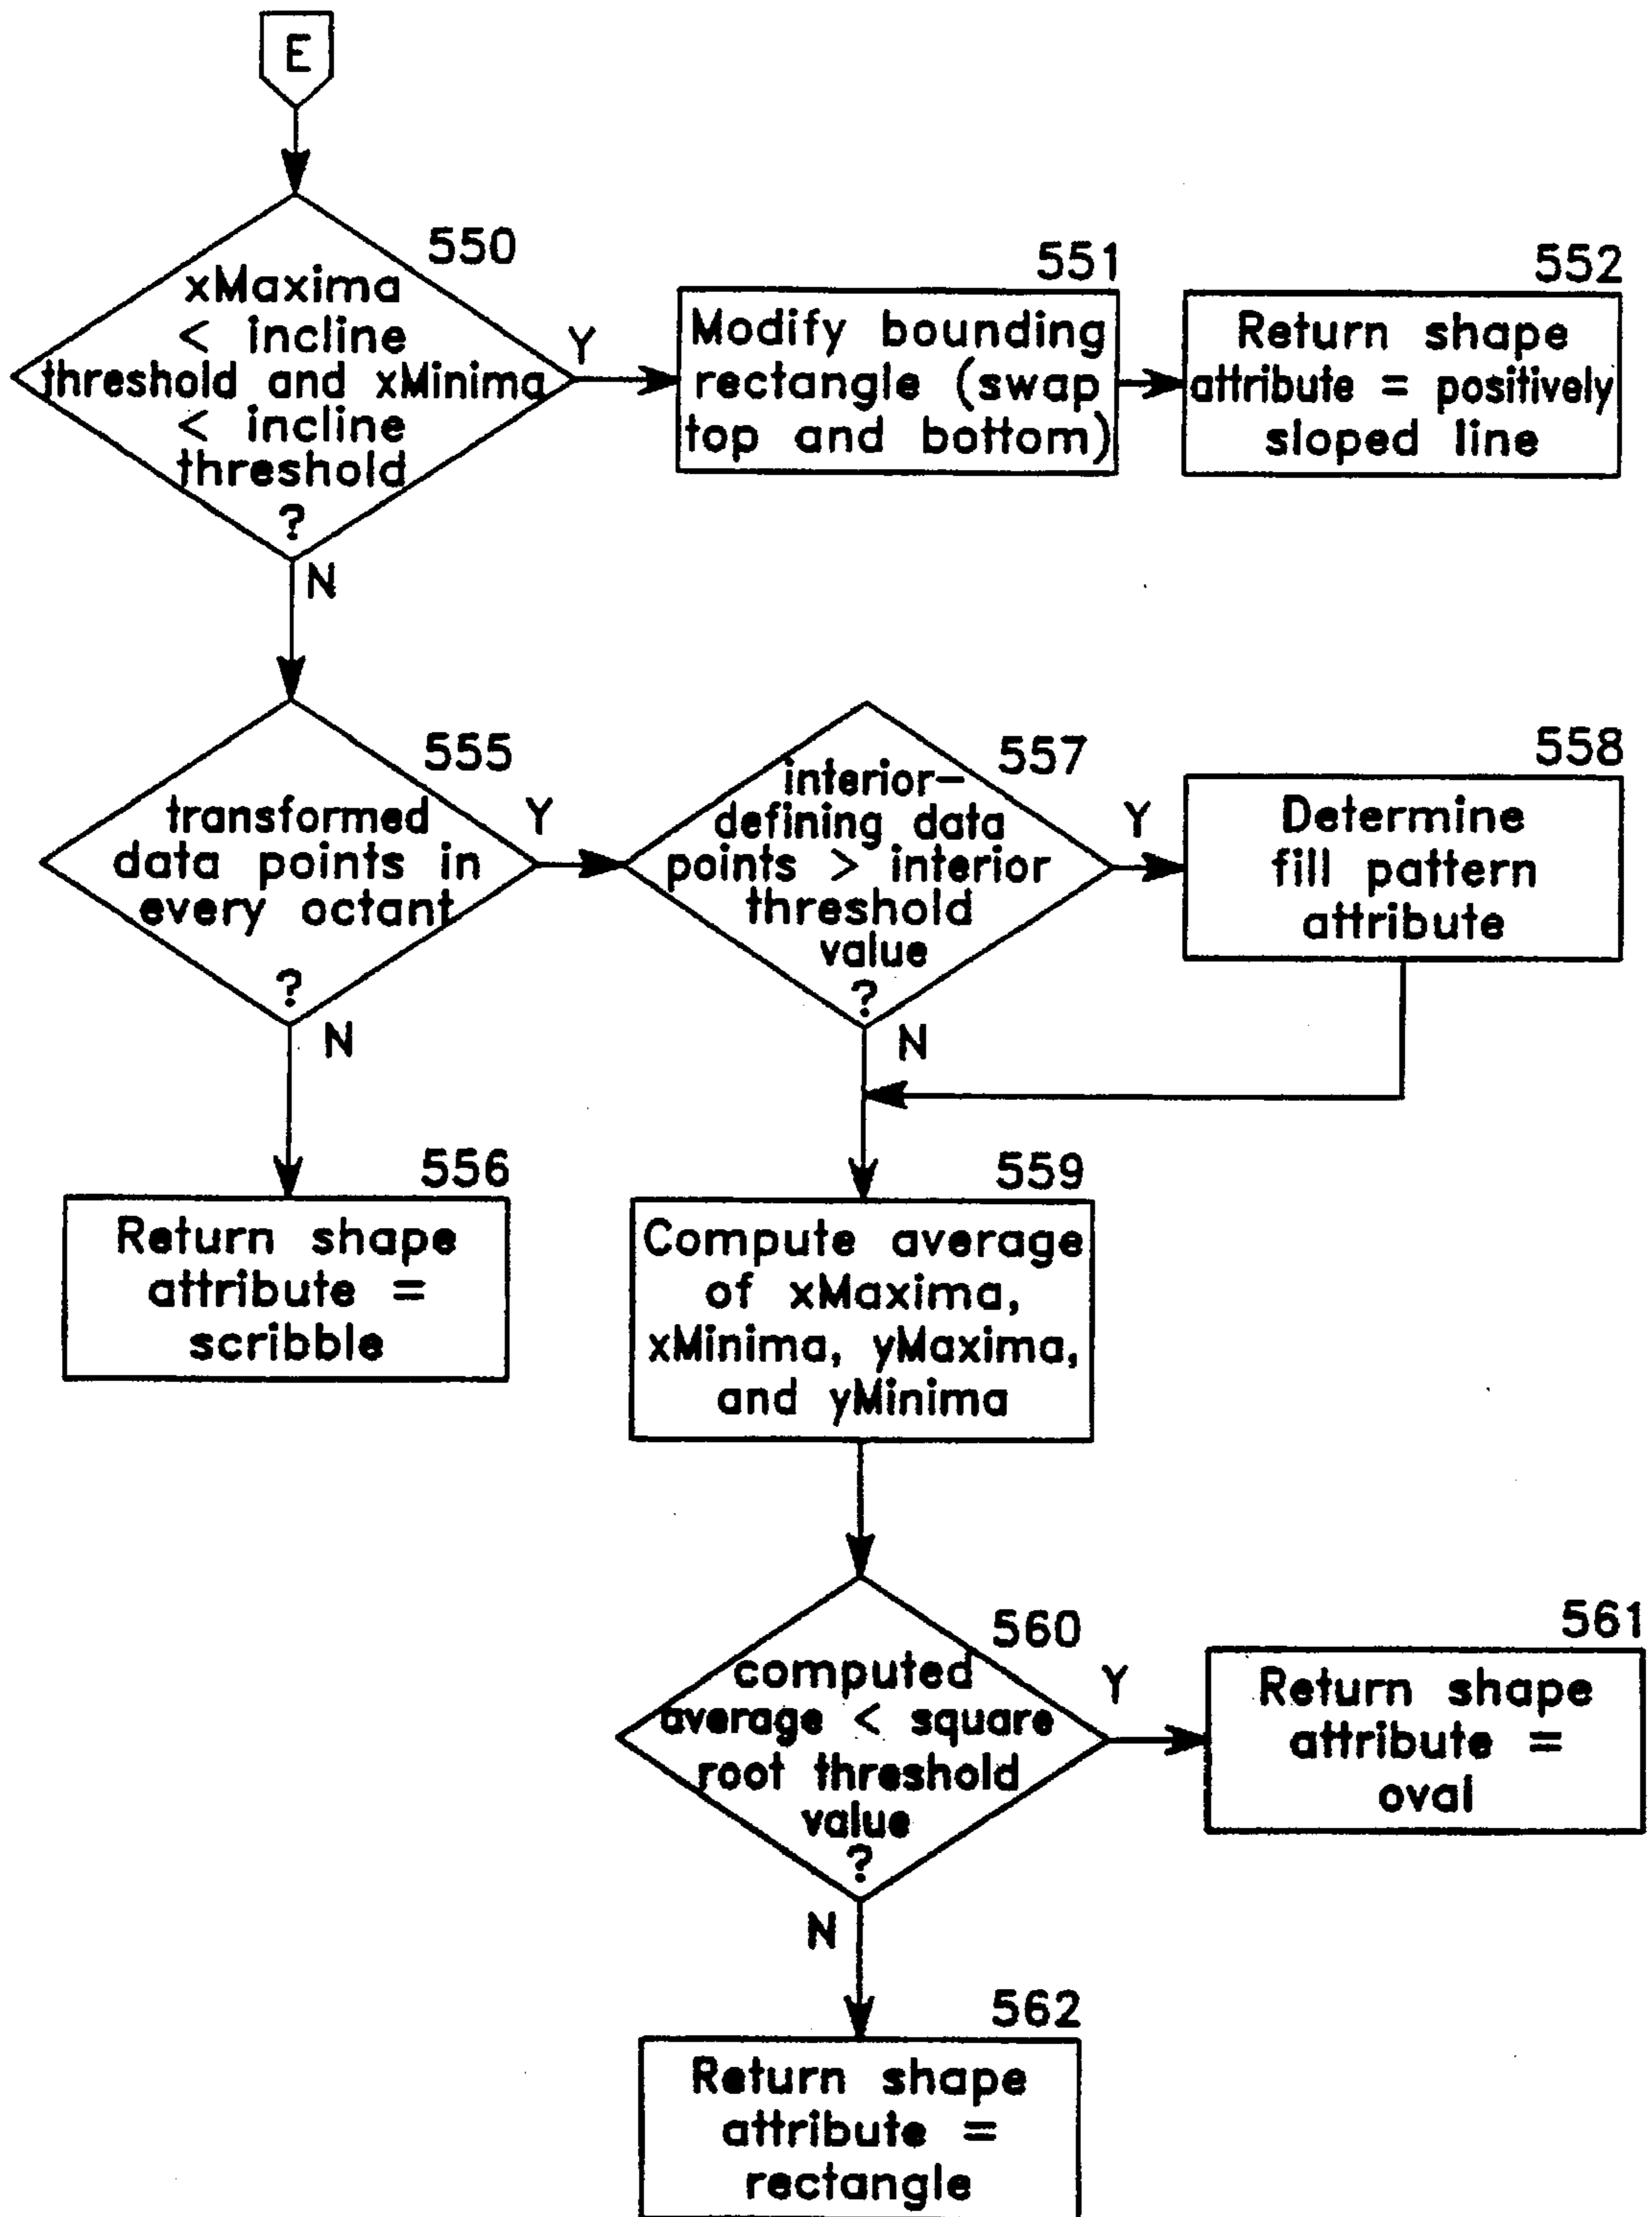 E
550
xMaxima
< incline
threshold and xMinima
< incline
threshold
?
Y
N
551
Modify bounding
rectangle (swap
top and bottom)
552
Return shape
attribute = positively
sloped line
555
transformed
data points in
every octant
?
Y
N
557
interior-
defining data
points > interior
threshold
value
?
Y
N
558
Determine
fill pattern
attribute
556
Return shape
attribute =
scribble
559
Compute average
of xMaxima,
xMinima, yMaxima,
and yMinima
560
computed
average < square
root threshold
value
?
Y
N
561
Return shape
attribute =
oval
562
Return shape
attribute =
rectangle